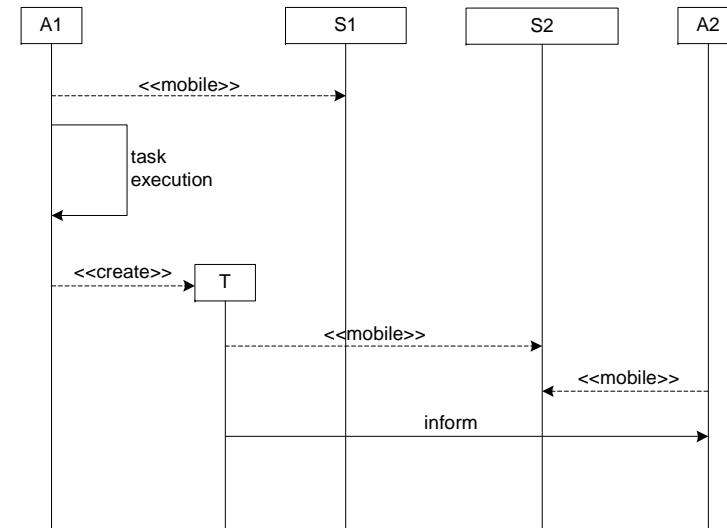 A1
S1
S2
A2
<<mobile>>
task
execution
<<create>>
T
<<mobile>>
<<mobile>>
inform